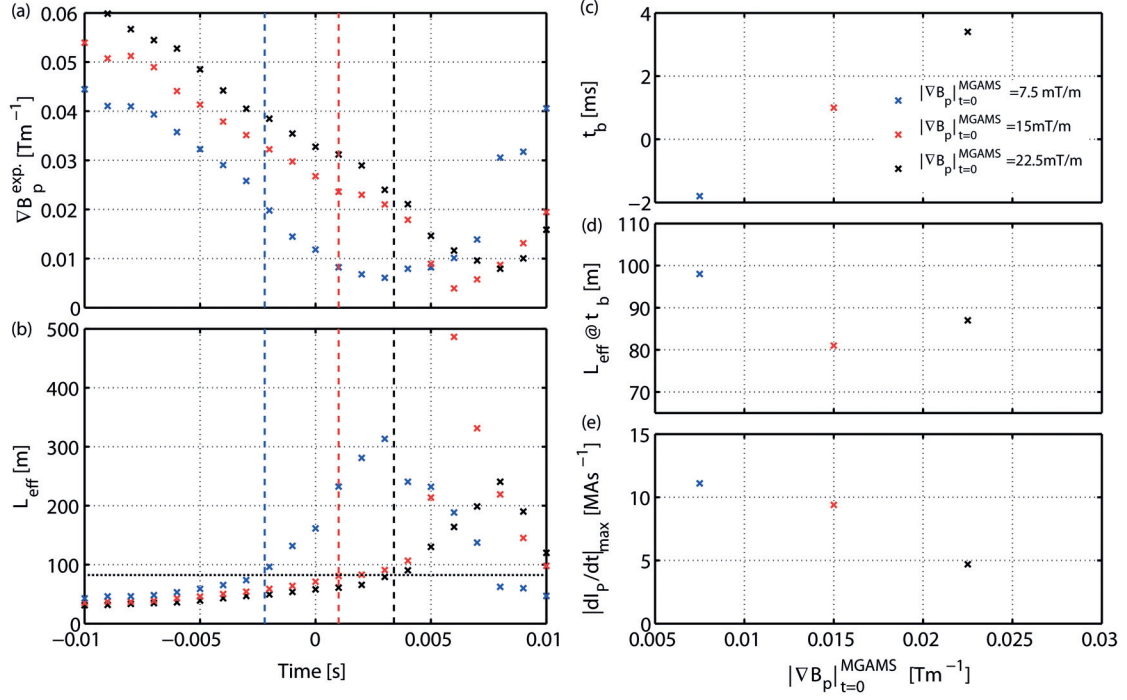 (a)
0.06
0.05
0.04
0.03
0.02
0.01
0
∇B_p^exp. [Tm⁻¹]
(b)
500
400
300
200
100
0
L_eff [m]
−0.01
−0.005
0
0.005
0.01
Time [s]
(c)
4
2
0
−2
t_b [ms]
|∇B_p|_{t=0}^{MGAMS} =7.5 mT/m
|∇B_p|_{t=0}^{MGAMS} =15mT/m
|∇B_p|_{t=0}^{MGAMS} =22.5mT/m
(d)
110
100
90
80
70
L_eff @ t_b [m]
(e)
15
10
5
0
|dI_P/dt|_max [MAs⁻¹]
0.005
0.01
0.015
0.02
0.025
0.03
|∇B_p|_{t=0}^{MGAMS} [Tm⁻¹]